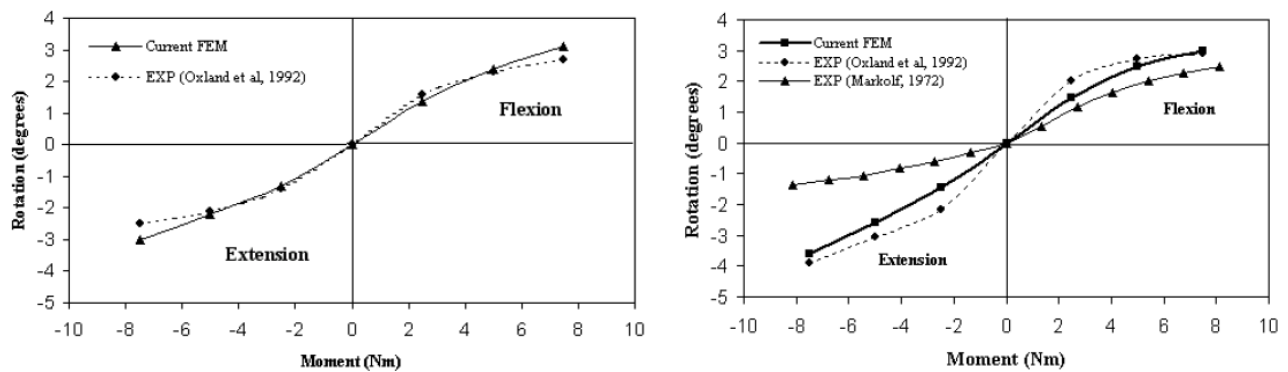 4
3
2
1
0
-1
-2
-3
-4
-5
Rotation (degrees)
Current FEM
EXP (Oxland et al, 1992)
Flexion
Extension
-10 -8 -6 -4 -2 0 2 4 6 8 10
Moment (Nm)
4
3
2
1
0
-1
-2
-3
-4
-5
Rotation (degrees)
Current FEM
EXP (Oxland et al, 1992)
EXP (Markolf, 1972)
Flexion
Extension
-10 -8 -6 -4 -2 0 2 4 6 8 10
Moment (Nm)